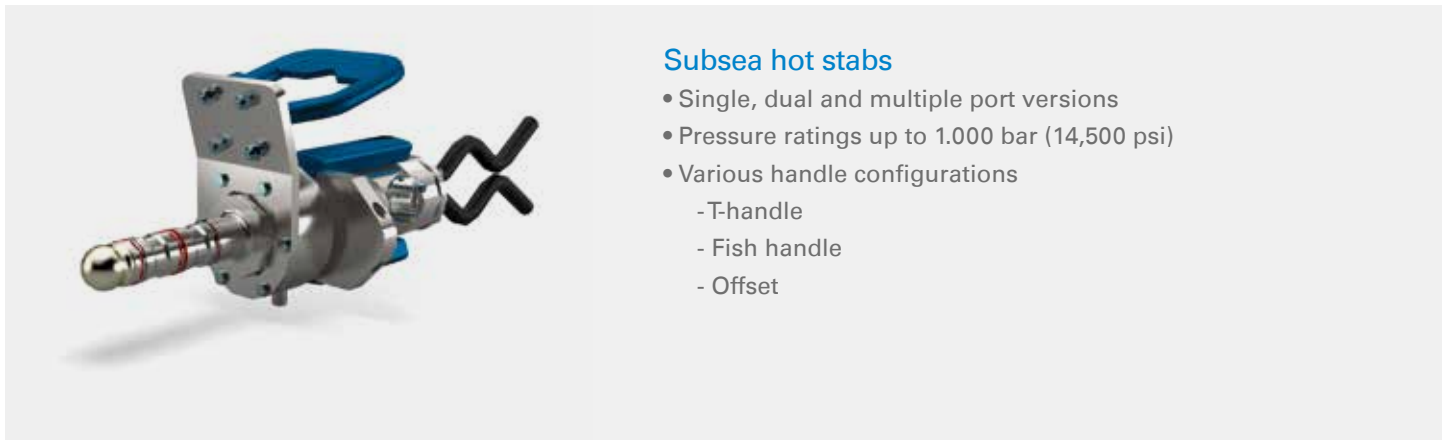 Subsea hot stabs
• Single, dual and multiple port versions
• Pressure ratings up to 1.000 bar (14,500 psi)
• Various handle configurations
- T-handle
- Fish handle
- Offset